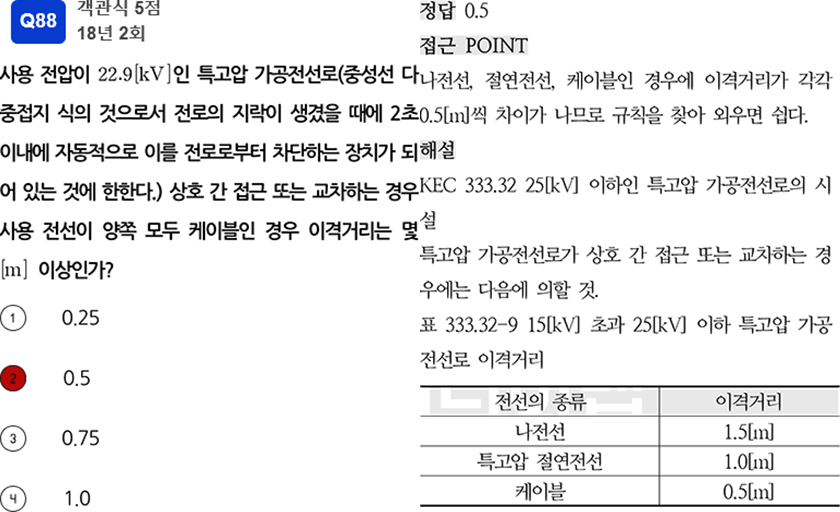 Q88
객관식 5점
18년 2회
사용 전압이 22.9[kV]인 특고압 가공전선로(중성선 다
중접지 식의 것으로서 전로의 지락이 생겼을 때에 2초
이내에 자동적으로 이를 전로로부터 차단하는 장치가 되
어 있는 것에 한한다.) 상호 간 접근 또는 교차하는 경우
사용 전선이 양쪽 모두 케이블인 경우 이격거리는 몇
[m] 이상인가?
1 0.25
2 0.5
3 0.75
4 1.0
정답 0.5
접근 POINT
나전선, 절연전선, 케이블인 경우에 이격거리가 각각
0.5[m]씩 차이가 나므로 규칙을 찾아 외우면 쉽다.
해설
KEC 333.32 25[kV] 이하인 특고압 가공전선로의 시
설
특고압 가공전선로가 상호 간 접근 또는 교차하는 경
우에는 다음에 의할 것.
표 333.32-9 15[kV] 초과 25[kV] 이하 특고압 가공
전선로 이격거리
전선의 종류 이격거리
나전선 1.5[m]
특고압 절연전선 1.0[m]
케이블 0.5[m]